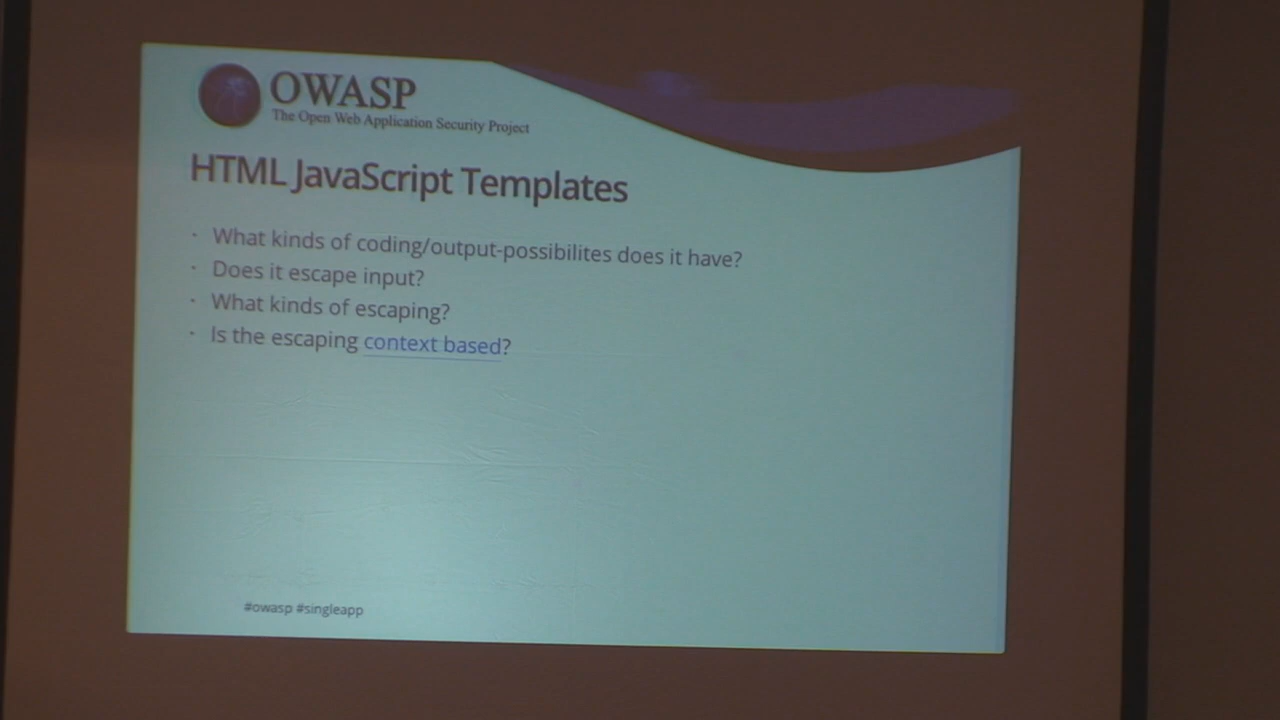 OWASP
The Open Web Application Security Project
HTML JavaScript Templates
· What kinds of coding/output-possibilites does it have?
· Does it escape input?
· What kinds of escaping?
· Is the escaping context based?
#owasp #singleapp